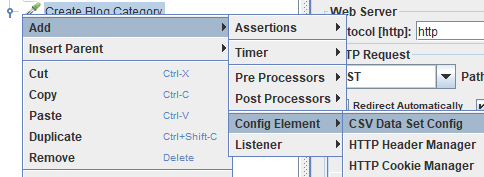 Create Blog Category
Add
Insert Parent
Cut Ctrl-X
Copy Ctrl-C
Paste Ctrl-V
Duplicate Ctrl+Shift-C
Remove Delete
Assertions
Timer
Pre Processors
Post Processors
Config Element
Listener
CSV Data Set Config
HTTP Header Manager
HTTP Cookie Manager
Web Server
otocol [http]: http
TP Request
ST Path
Redirect Automatically